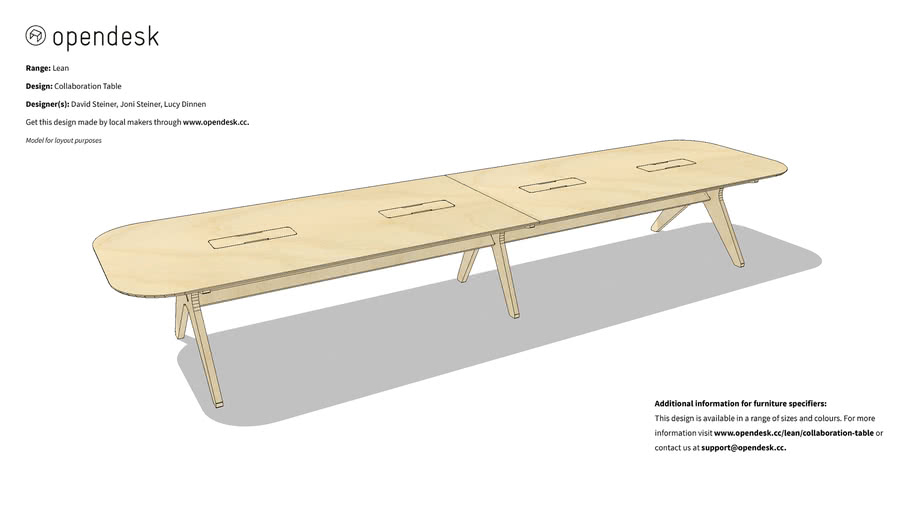 opendesk
Range: Lean
Design: Collaboration Table
Designer(s): David Steiner, Joni Steiner, Lucy Dinnen
Get this design made by local makers through www.opendesk.cc.
Model for layout purposes
Additional information for furniture specifiers:
This design is available in a range of sizes and colours. For more
information visit www.opendesk.cc/lean/collaboration-table or
contact us at support@opendesk.cc.